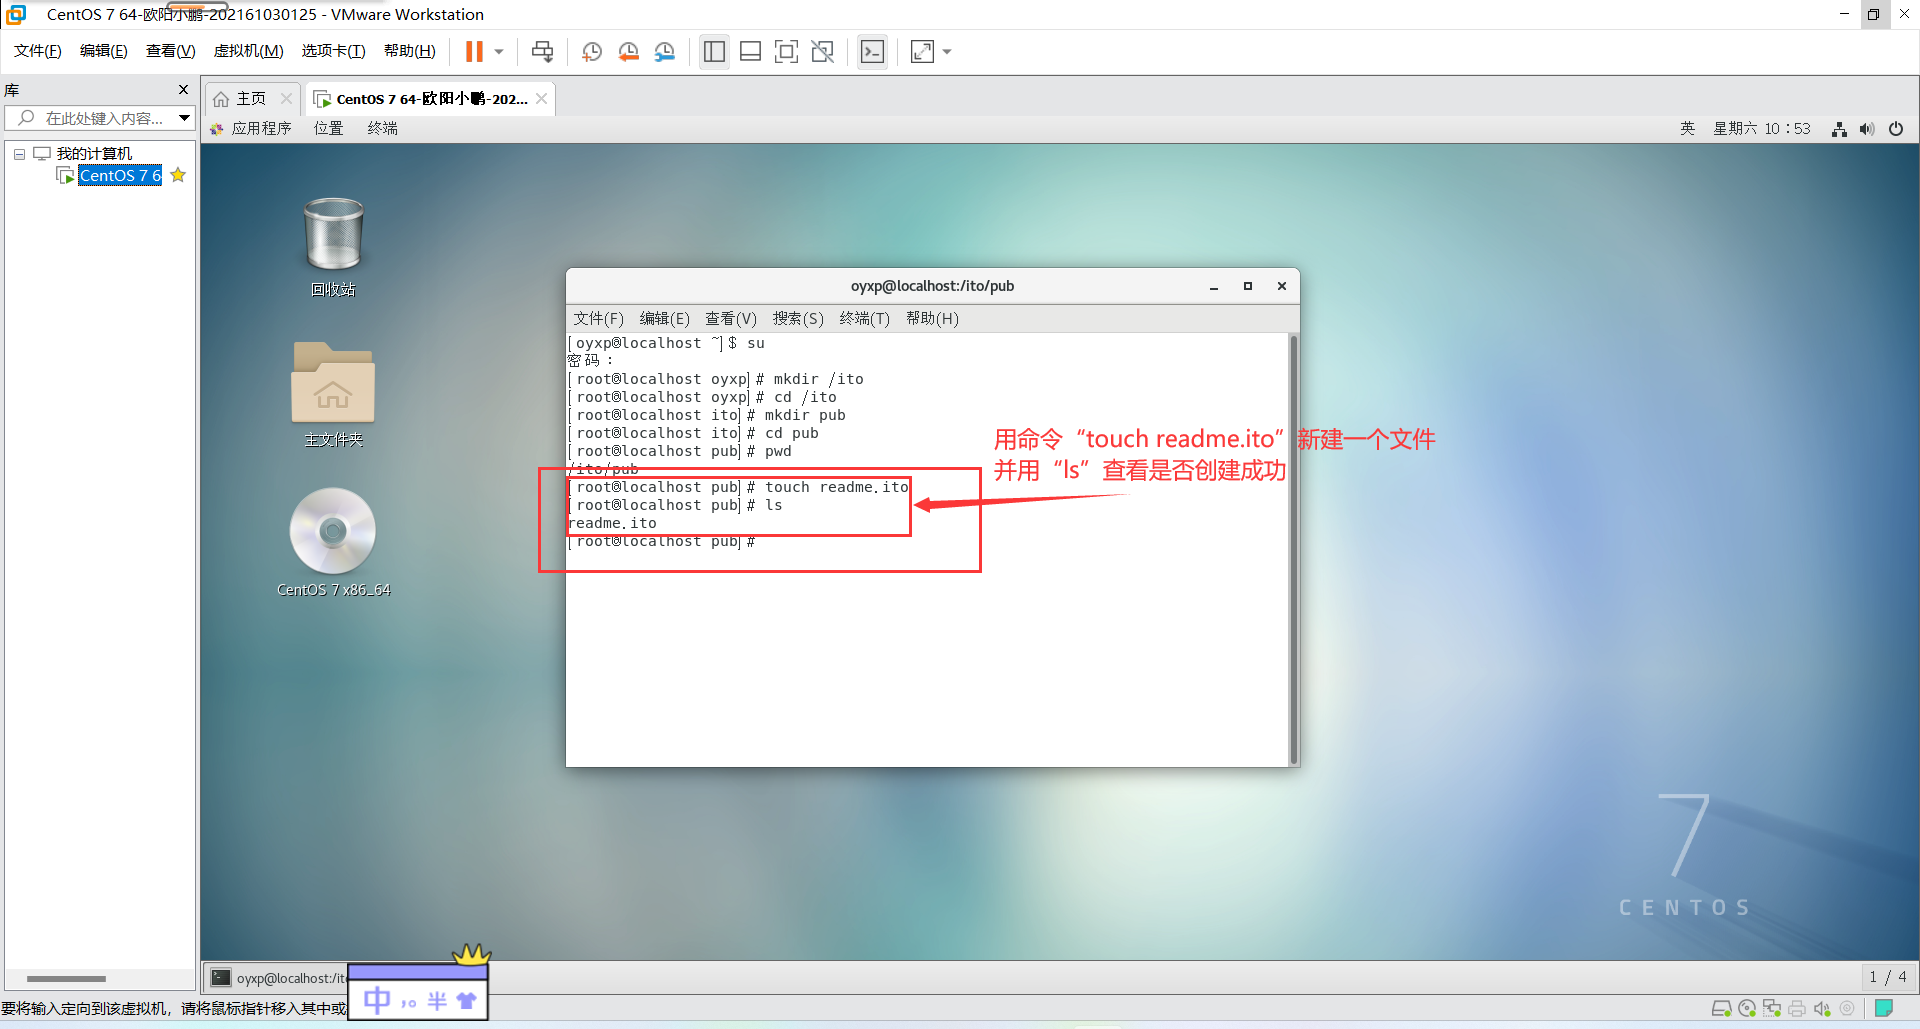 CentOS 7 64-欧阳小鹏-202161030125 - VMware Workstation
文件(F) 编辑(E) 查看(V) 虚拟机(M) 选项卡(T) 帮助(H)
库
主页
CentOS 7 64-欧阳小鹏-202...
在此处键入内容...
应用程序 位置 终端
英 星期六 10：53
我的计算机
CentOS 7 6
回收站
主文件夹
CentOS 7 x86_64
oyxp@localhost:/ito/pub
文件(F) 编辑(E) 查看(V) 搜索(S) 终端(T) 帮助(H)
[oyxp@localhost ~]$ su
密码：
[root@localhost oyxp]# mkdir /ito
[root@localhost oyxp]# cd /ito
[root@localhost ito]# mkdir pub
[root@localhost ito]# cd pub
[root@localhost pub]# pwd
/ito/pub
[root@localhost pub]# touch readme.ito
[root@localhost pub]# ls
readme.ito
[root@localhost pub]#
用命令“touch readme.ito”新建一个文件
并用“ls”查看是否创建成功
7
CENTOS
oyxp@localhost:/ito
1 / 4
中 ，。 半
要将输入定向到该虚拟机，请将鼠标指针移入其中或